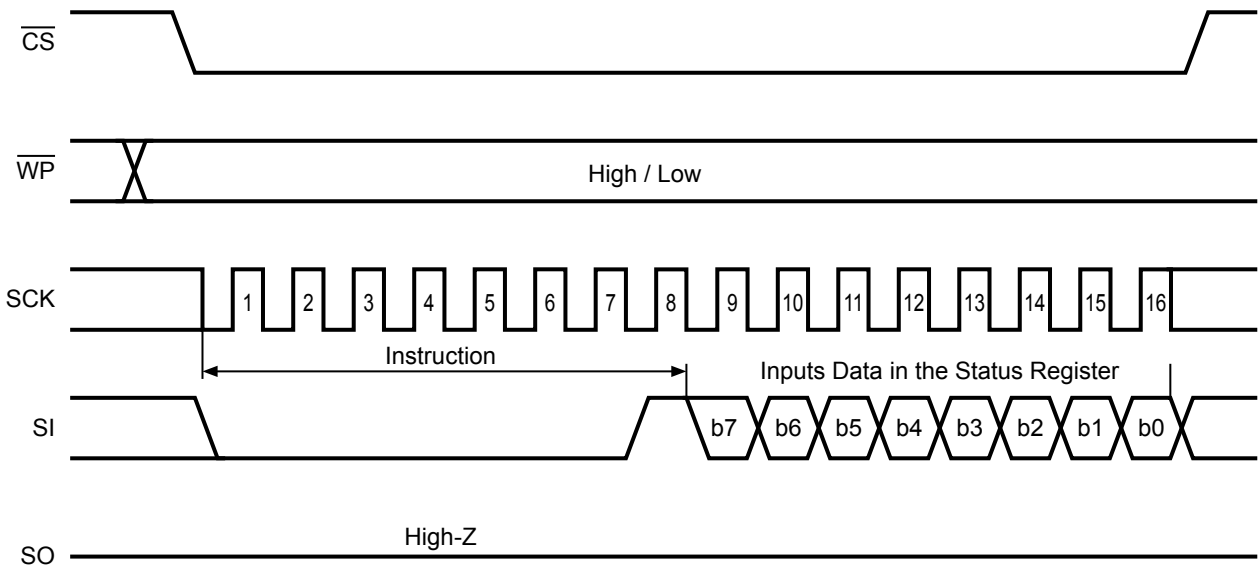 CS
WP
High / Low
SCK
1 2 3 4 5 6 7 8 9 10 11 12 13 14 15 16
Instruction
Inputs Data in the Status Register
SI
b7 b6 b5 b4 b3 b2 b1 b0
High-Z
SO